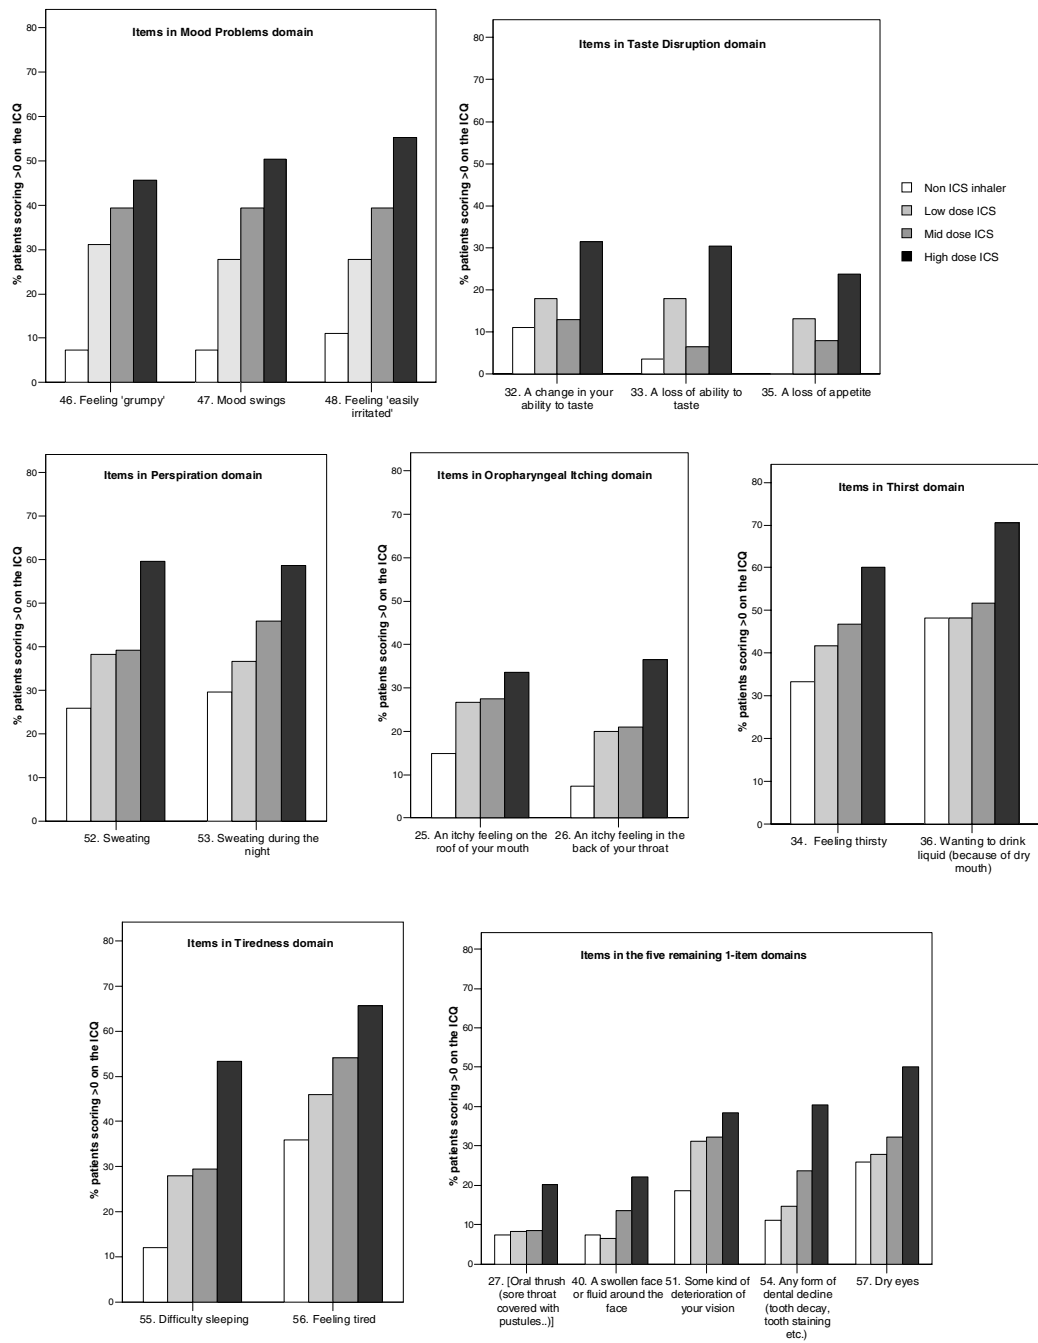 Items in Mood Problems domain
% patients scoring >0 on the ICQ
80
70
60
50
40
30
20
10
0
46. Feeling 'grumpy'
47. Mood swings
48. Feeling 'easily
irritated'
Items in Taste Disruption domain
% patients scoring >0 on the ICQ
80
70
60
50
40
30
20
10
0
32. A change in your
ability to taste
33. A loss of ability to
taste
35. A loss of appetite
Non ICS inhaler
Low dose ICS
Mid dose ICS
High dose ICS
Items in Perspiration domain
% patients scoring >0 on the ICQ
80
70
60
50
40
30
20
10
0
52. Sweating
53. Sweating during the
night
Items in Oropharyngeal Itching domain
% patients scoring >0 on the ICQ
80
70
60
50
40
30
20
10
0
25. An itchy feeling on the
roof of your mouth
26. An itchy feeling in the
back of your throat
Items in Thirst domain
% patients scoring >0 on the ICQ
80
70
60
50
40
30
20
10
0
34. Feeling thirsty
36. Wanting to drink
liquid (because of dry
mouth)
Items in Tiredness domain
% patients scoring >0 on the ICQ
80
70
60
50
40
30
20
10
0
55. Difficulty sleeping
56. Feeling tired
Items in the five remaining 1-item domains
% patients scoring >0 on the ICQ
80
70
60
50
40
30
20
10
0
27. [Oral thrush
(sore throat
covered with
pustules..)]
40. A swollen face
or fluid around the
face
51. Some kind of
deterioration of
your vision
54. Any form of
dental decline
(tooth decay,
tooth staining
etc.)
57. Dry eyes